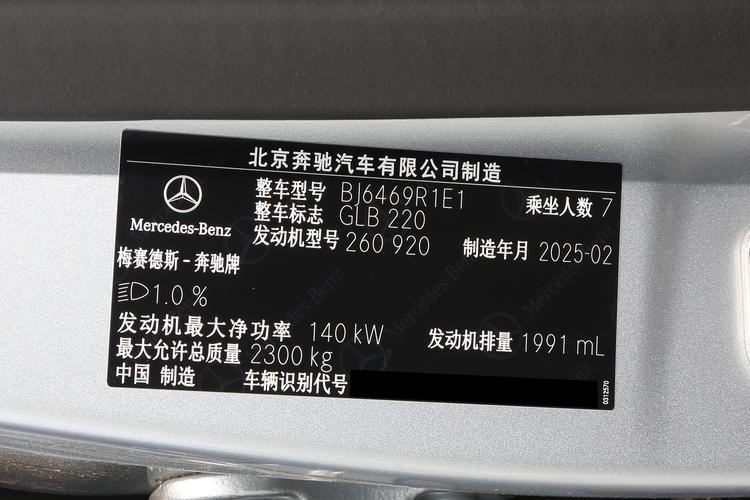 北京奔驰汽车有限公司制造
Mercedes-Benz
整车型号 BJ6469R1E1 乘坐人数 7
整车标志 GLB 220
发动机型号 260 920 制造年月 2025-02
梅赛德斯-奔驰牌
1.0 %
发动机最大净功率 140 kW 发动机排量 1991 mL
最大允许总质量 2300 kg
中国 制造 车辆识别代号
0312570